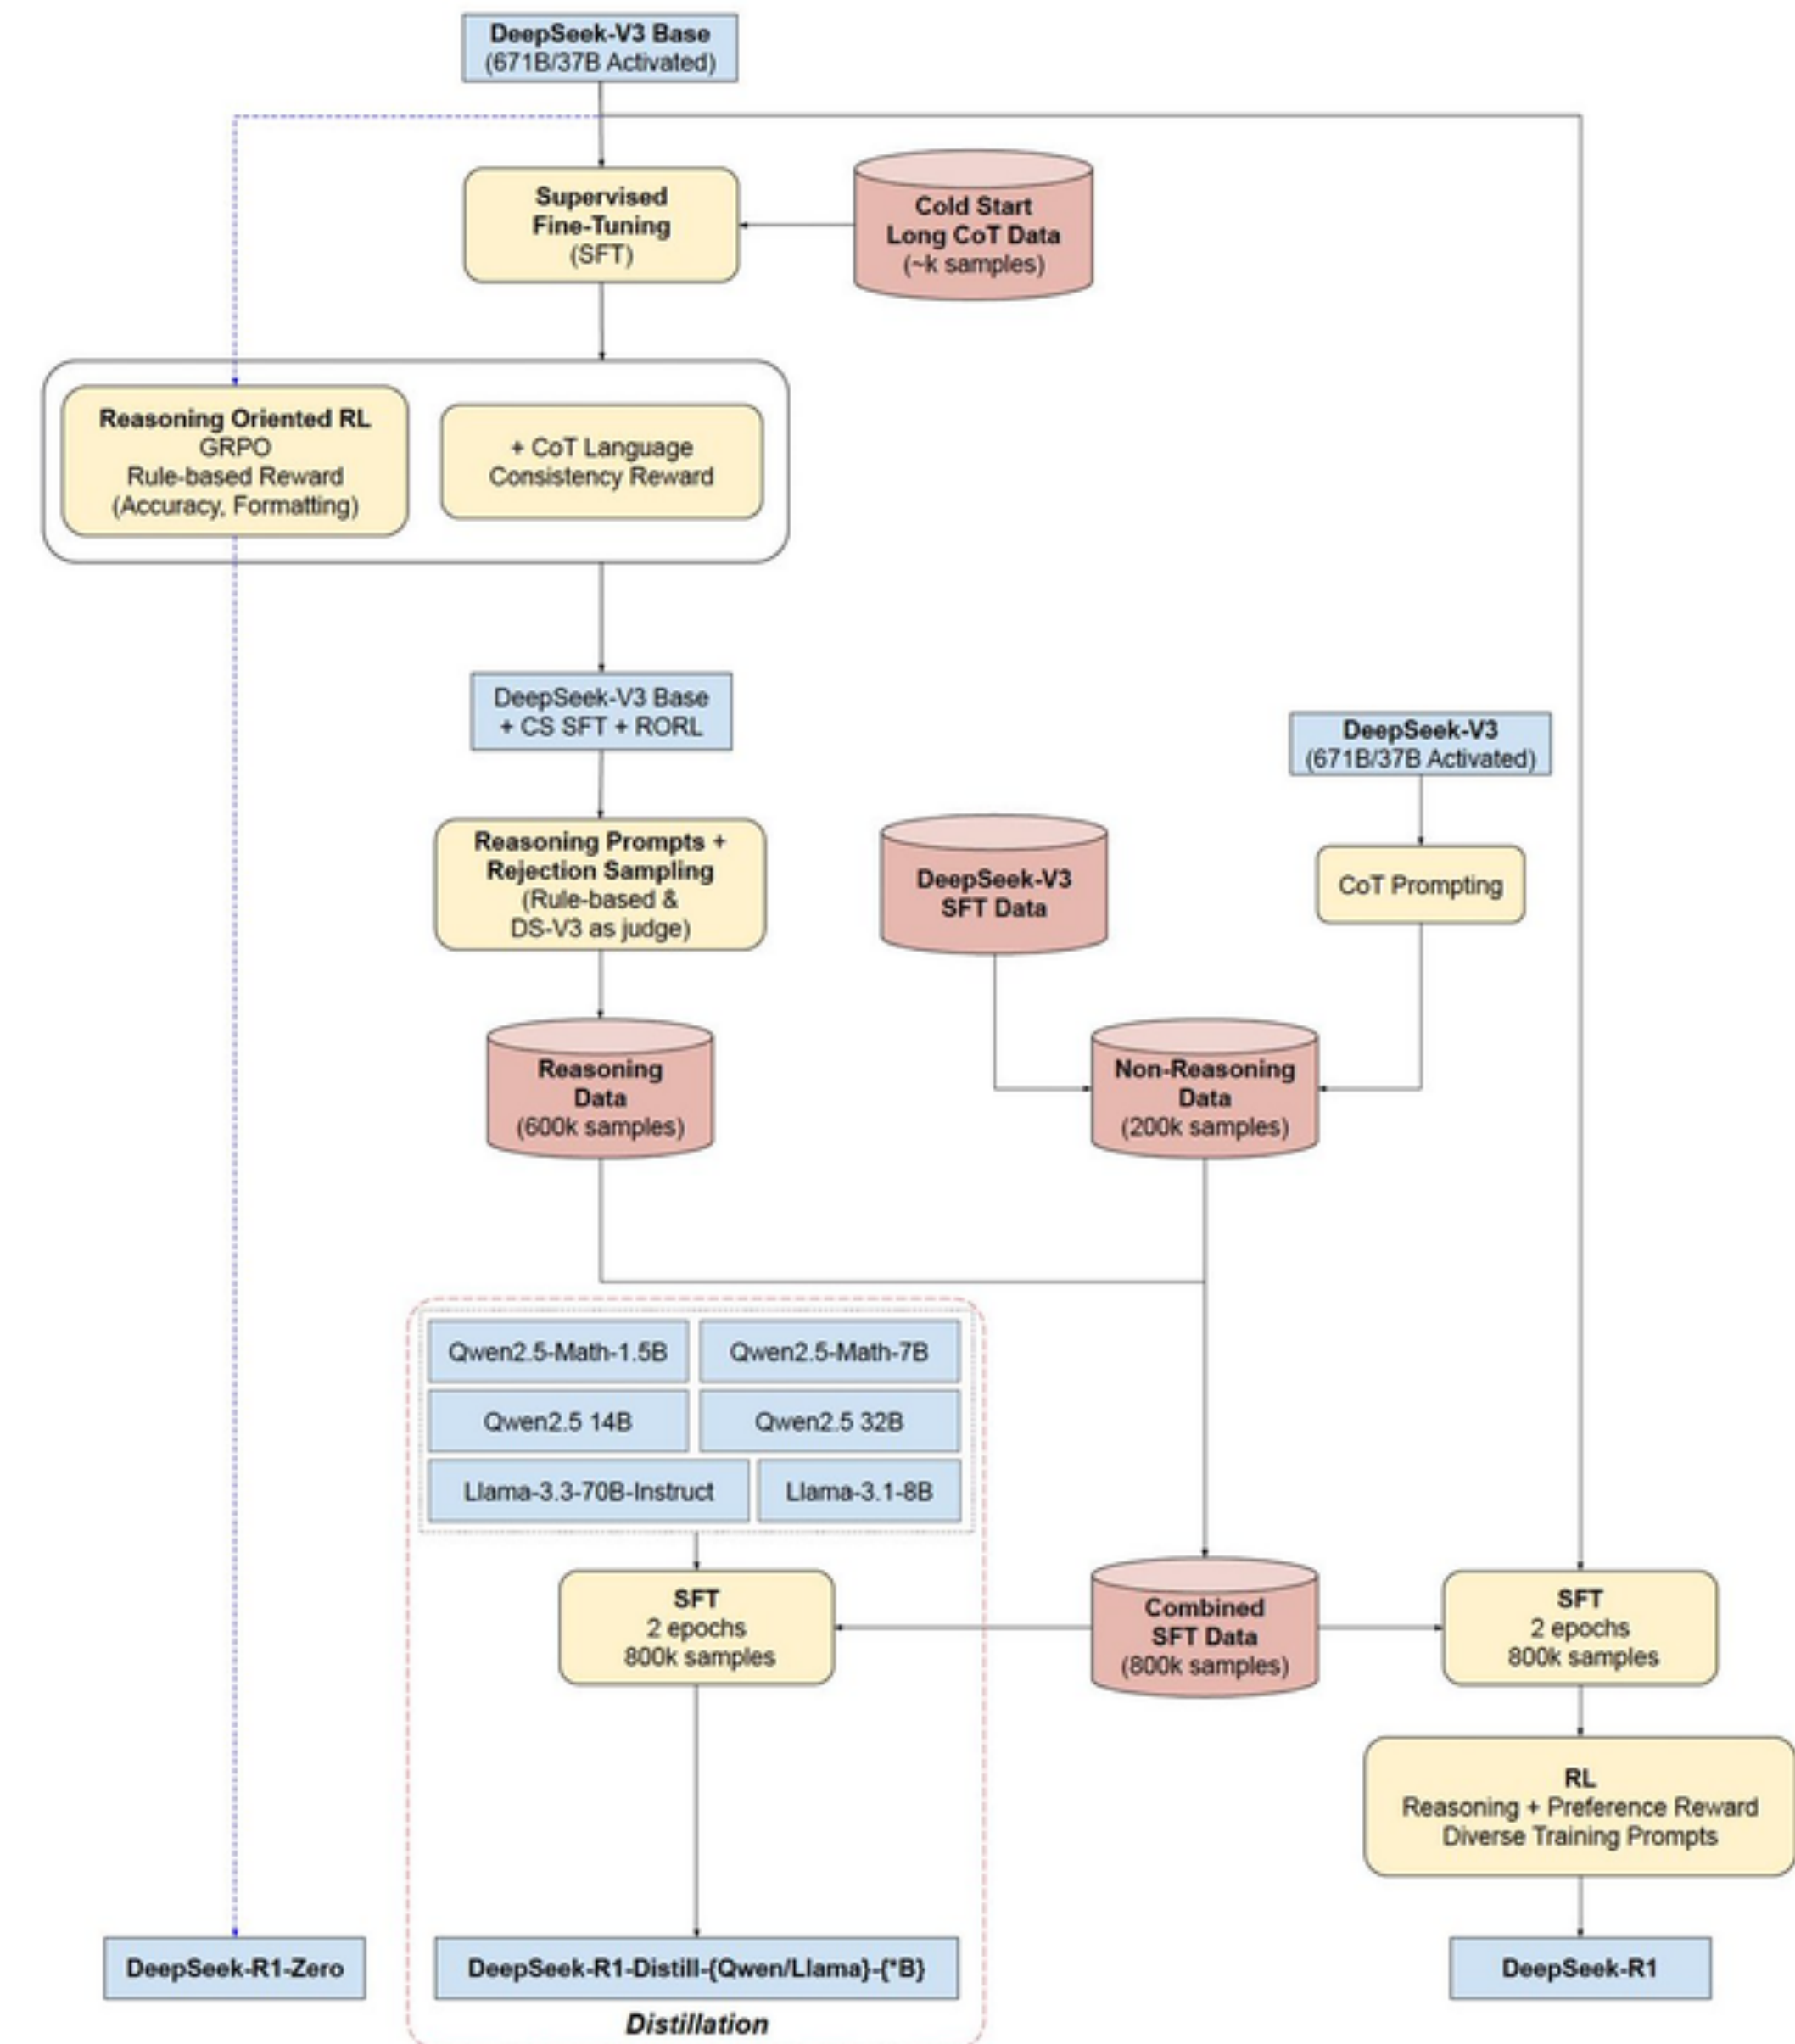 DeepSeek-V3 Base
(671B/37B Activated)
Supervised
Fine-Tuning
(SFT)
Cold Start
Long CoT Data
(~k samples)
Reasoning Oriented RL
GRPO
Rule-based Reward
(Accuracy, Formatting)
+ CoT Language
Consistency Reward
DeepSeek-V3 Base
+ CS SFT + RORL
DeepSeek-V3
(671B/37B Activated)
Reasoning Prompts +
Rejection Sampling
(Rule-based &
DS-V3 as judge)
DeepSeek-V3
SFT Data
CoT Prompting
Reasoning
Data
(600k samples)
Non-Reasoning
Data
(200k samples)
Qwen2.5-Math-1.5B
Qwen2.5-Math-7B
Qwen2.5 14B
Qwen2.5 32B
Llama-3.3-70B-Instruct
Llama-3.1-8B
SFT
2 epochs
800k samples
Combined
SFT Data
(800k samples)
SFT
2 epochs
800k samples
RL
Reasoning + Preference Reward
Diverse Training Prompts
DeepSeek-R1-Zero
DeepSeek-R1-Distill-{Qwen/Llama}-{*B}
DeepSeek-R1
Distillation